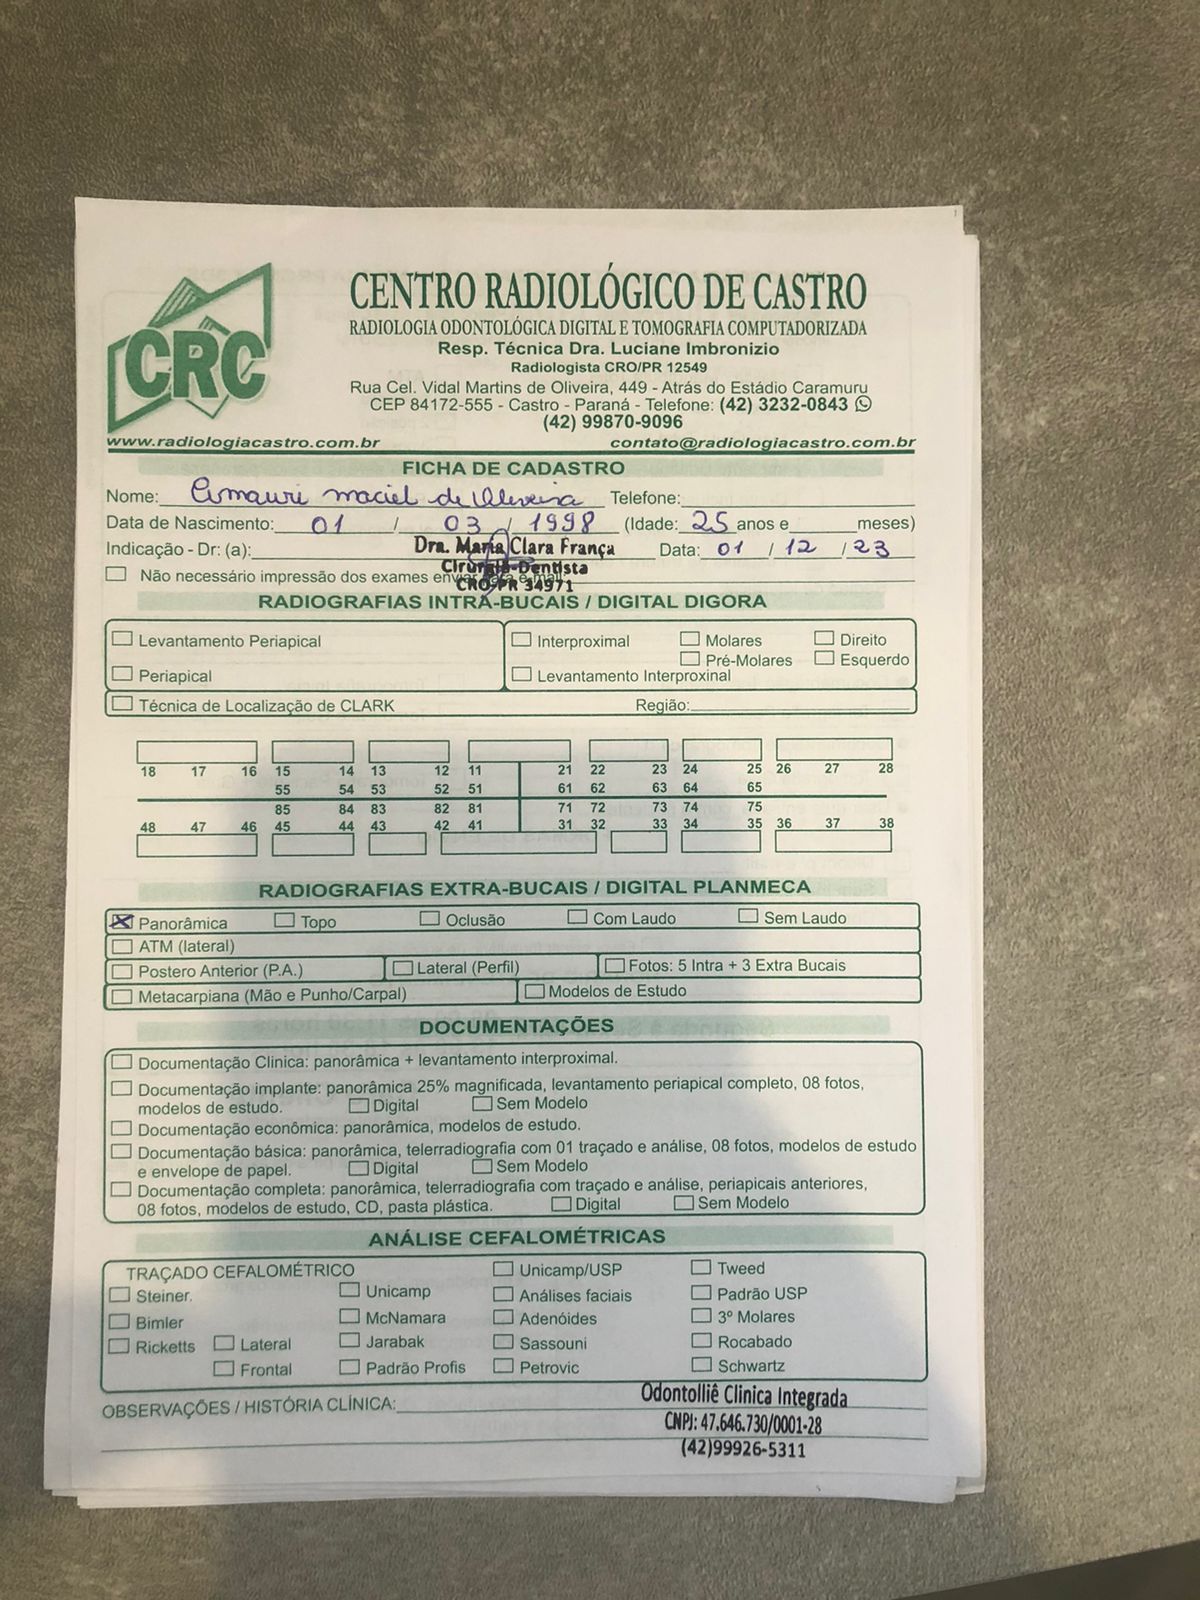 CRC
CENTRO RADIOLÓGICO DE CASTRO
RADIOLOGIA ODONTOLÓGICA DIGITAL E TOMOGRAFIA COMPUTADORIZADA
Resp. Técnica Dra. Luciane Imbronizio
Radiologista CRO/PR 12549
Rua Cel. Vidal Martins de Oliveira, 449 - Atrás do Estádio Caramuru
CEP 84172-555 - Castro - Paraná - Telefone: (42) 3232-0843
(42) 99870-9096
www.radiologiacastro.com.br contato@radiologiacastro.com.br
FICHA DE CADASTRO
Nome: Amauri maciel de Oliveira Telefone:
Data de Nascimento: 01 / 03 / 1998 (Idade: 25 anos e meses)
Indicação - Dr: (a): Dra. Maria Clara França Data: 01 / 12 / 23
Cirurgiã-Dentista
Não necessário impressão dos exames enviar para e-mail
CRO-PR 34971
RADIOGRAFIAS INTRA-BUCAIS / DIGITAL DIGORA
Levantamento Periapical Interproximal Molares Direito
Pré-Molares Esquerdo
Periapical Levantamento Interproximal
Técnica de Localização de CLARK Região:
18 17 16 15 14 13 12 11 21 22 23 24 25 26 27 28
55 54 53 52 51 61 62 63 64 65
85 84 83 82 81 71 72 73 74 75
48 47 46 45 44 43 42 41 31 32 33 34 35 36 37 38
RADIOGRAFIAS EXTRA-BUCAIS / DIGITAL PLANMECA
Panorâmica Topo Oclusão Com Laudo Sem Laudo
ATM (lateral)
Postero Anterior (P.A.) Lateral (Perfil) Fotos: 5 Intra + 3 Extra Bucais
Metacarpiana (Mão e Punho/Carpal) Modelos de Estudo
DOCUMENTAÇÕES
Documentação Clinica: panorâmica + levantamento interproximal.
Documentação implante: panorâmica 25% magnificada, levantamento periapical completo, 08 fotos,
modelos de estudo. Digital Sem Modelo
Documentação econômica: panorâmica, modelos de estudo.
Documentação básica: panorâmica, telerradiografia com 01 traçado e análise, 08 fotos, modelos de estudo
e envelope de papel. Digital Sem Modelo
Documentação completa: panorâmica, telerradiografia com traçado e análise, periapicais anteriores,
08 fotos, modelos de estudo, CD, pasta plástica. Digital Sem Modelo
ANÁLISE CEFALOMÉTRICAS
TRAÇADO CEFALOMÉTRICO Unicamp/USP Tweed
Steiner. Unicamp Análises faciais Padrão USP
Bimler McNamara Adenóides 3º Molares
Ricketts Lateral Jarabak Sassouni Rocabado
Frontal Padrão Profis Petrovic Schwartz
OBSERVAÇÕES / HISTÓRIA CLÍNICA:
Odontolliê Clinica Integrada
CNPJ: 47.646.730/0001-28
(42)99926-5311